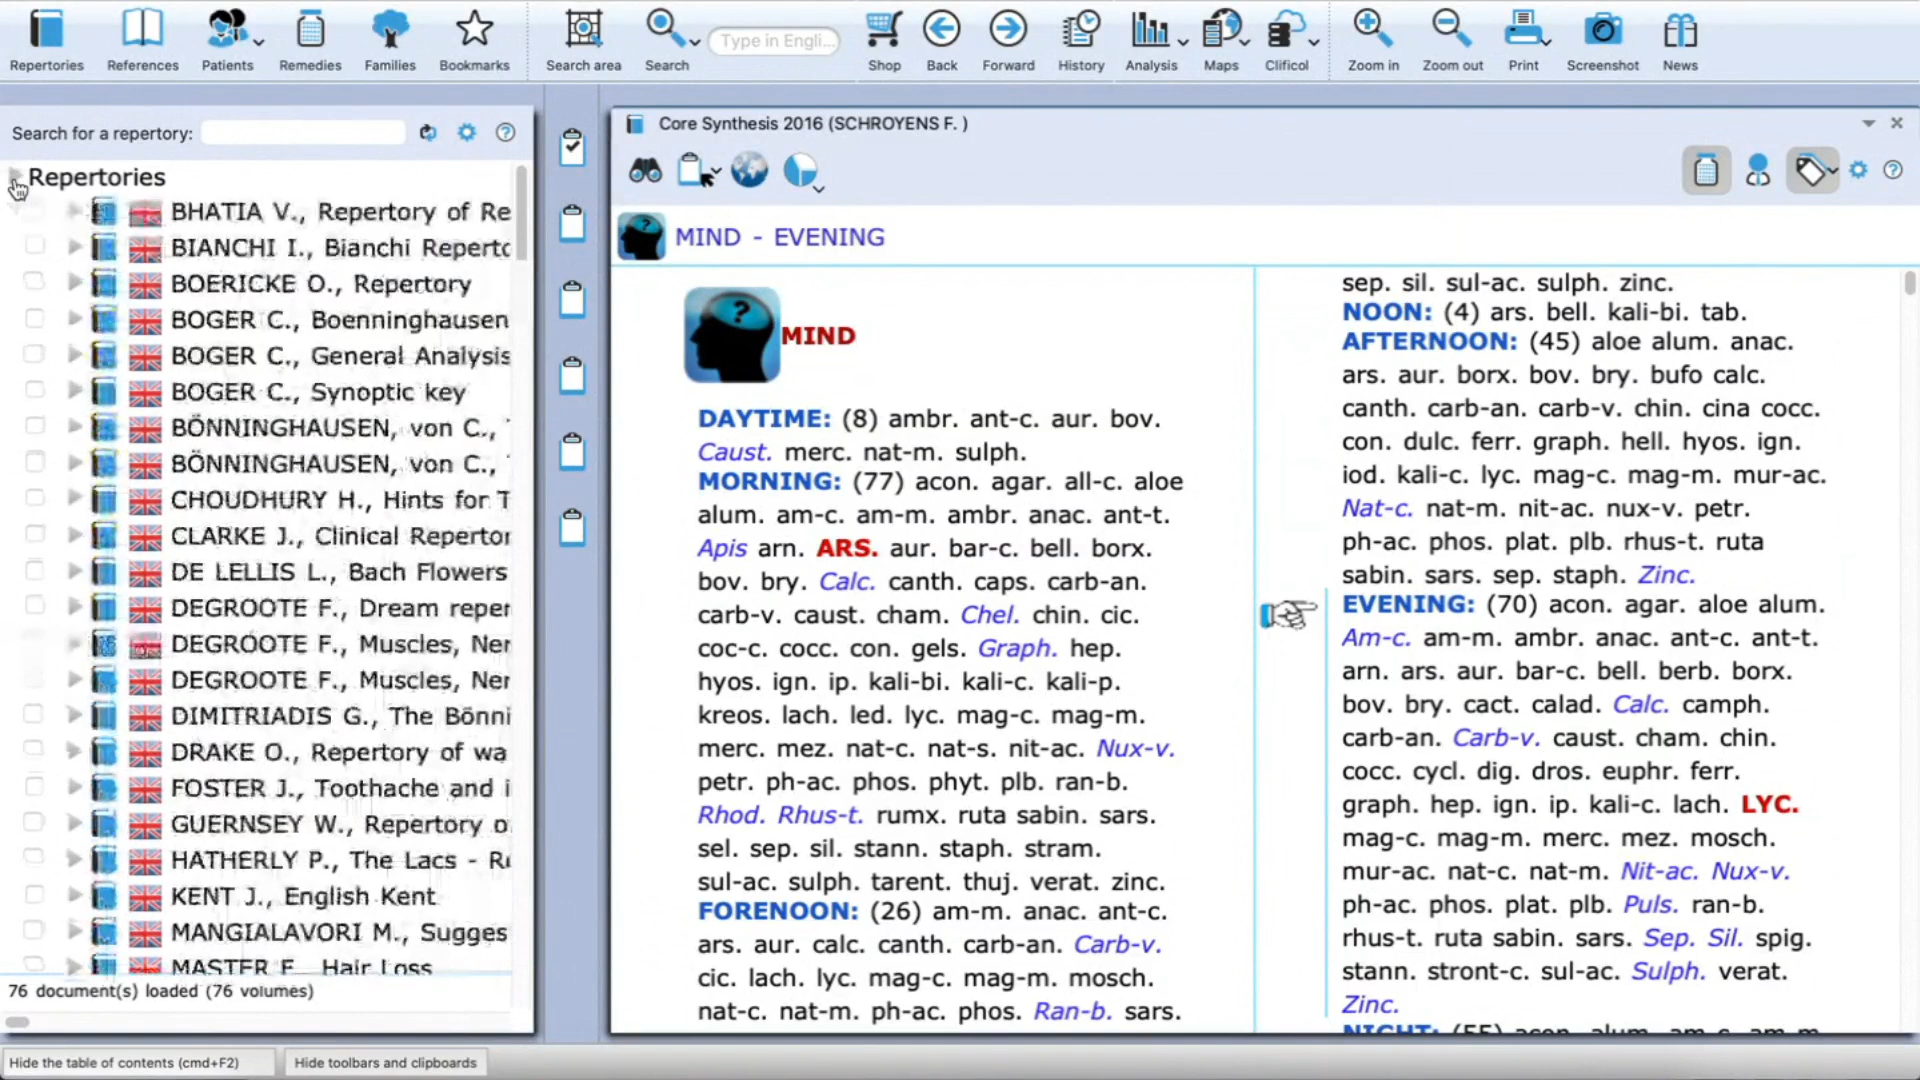 Repertories References Patients Remedies Families Bookmarks Search area Search Type in Engli... Shop Back Forward History Analysis Maps Clificol Zoom in Zoom out Print Screenshot News
Search for a repertory:
Repertories
BHATIA V., Repertory of Re
BIANCHI I., Bianchi Reperto
BOERICKE O., Repertory
BOGER C., Boenninghausen
BOGER C., General Analysis
BOGER C., Synoptic key
BÖNNINGHAUSEN, von C.,
BÖNNINGHAUSEN, von C.,
CHOUDHURY H., Hints for T
CLARKE J., Clinical Repertor
DE LELLIS L., Bach Flowers
DEGROOTE F., Dream reper
DEGROOTE F., Muscles, Ner
DEGROOTE F., Muscles, Ner
DIMITRIADIS G., The Bönni
DRAKE O., Repertory of wa
FOSTER J., Toothache and i
GUERNSEY W., Repertory o
HATHERLY P., The Lacs - Re
KENT J., English Kent
MANGIALAVORI M., Sugges
MASTER F., Hair Loss
76 document(s) loaded (76 volumes)
Core Synthesis 2016 (SCHROYENS F. )
MIND - EVENING
MIND
DAYTIME: (8) ambr. ant-c. aur. bov.
Caust. merc. nat-m. sulph.
MORNING: (77) acon. agar. all-c. aloe
alum. am-c. am-m. ambr. anac. ant-t.
Apis arn. ARS. aur. bar-c. bell. borx.
bov. bry. Calc. canth. caps. carb-an.
carb-v. caust. cham. Chel. chin. cic.
coc-c. cocc. con. gels. Graph. hep.
hyos. ign. ip. kali-bi. kali-c. kali-p.
kreos. lach. led. lyc. mag-c. mag-m.
merc. mez. nat-c. nat-s. nit-ac. Nux-v.
petr. ph-ac. phos. phyt. plb. ran-b.
Rhod. Rhus-t. rumx. ruta sabin. sars.
sel. sep. sil. stann. staph. stram.
sul-ac. sulph. tarent. thuj. verat. zinc.
FORENOON: (26) am-m. anac. ant-c.
ars. aur. calc. canth. carb-an. Carb-v.
cic. lach. lyc. mag-c. mag-m. mosch.
nat-c. nat-m. ph-ac. phos. Ran-b. sars.
sep. sil. sul-ac. sulph. zinc.
NOON: (4) ars. bell. kali-bi. tab.
AFTERNOON: (45) aloe alum. anac.
ars. aur. borx. bov. bry. bufo calc.
canth. carb-an. carb-v. chin. cina cocc.
con. dulc. ferr. graph. hell. hyos. ign.
iod. kali-c. lyc. mag-c. mag-m. mur-ac.
Nat-c. nat-m. nit-ac. nux-v. petr.
ph-ac. phos. plat. plb. rhus-t. ruta
sabin. sars. sep. staph. Zinc.
EVENING: (70) acon. agar. aloe alum.
Am-c. am-m. ambr. anac. ant-c. ant-t.
arn. ars. aur. bar-c. bell. berb. borx.
bov. bry. cact. calad. Calc. camph.
carb-an. Carb-v. caust. cham. chin.
cocc. cycl. dig. dros. euphr. ferr.
graph. hep. ign. ip. kali-c. lach. LYC.
mag-c. mag-m. merc. mez. mosch.
mur-ac. nat-c. nat-m. Nit-ac. Nux-v.
ph-ac. phos. plat. plb. Puls. ran-b.
rhus-t. ruta sabin. sars. Sep. Sil. spig.
stann. stront-c. sul-ac. Sulph. verat.
Zinc.
NIGHT: (55) acon. alum. am-c. am-m.
Hide the table of contents (cmd+F2) Hide toolbars and clipboards